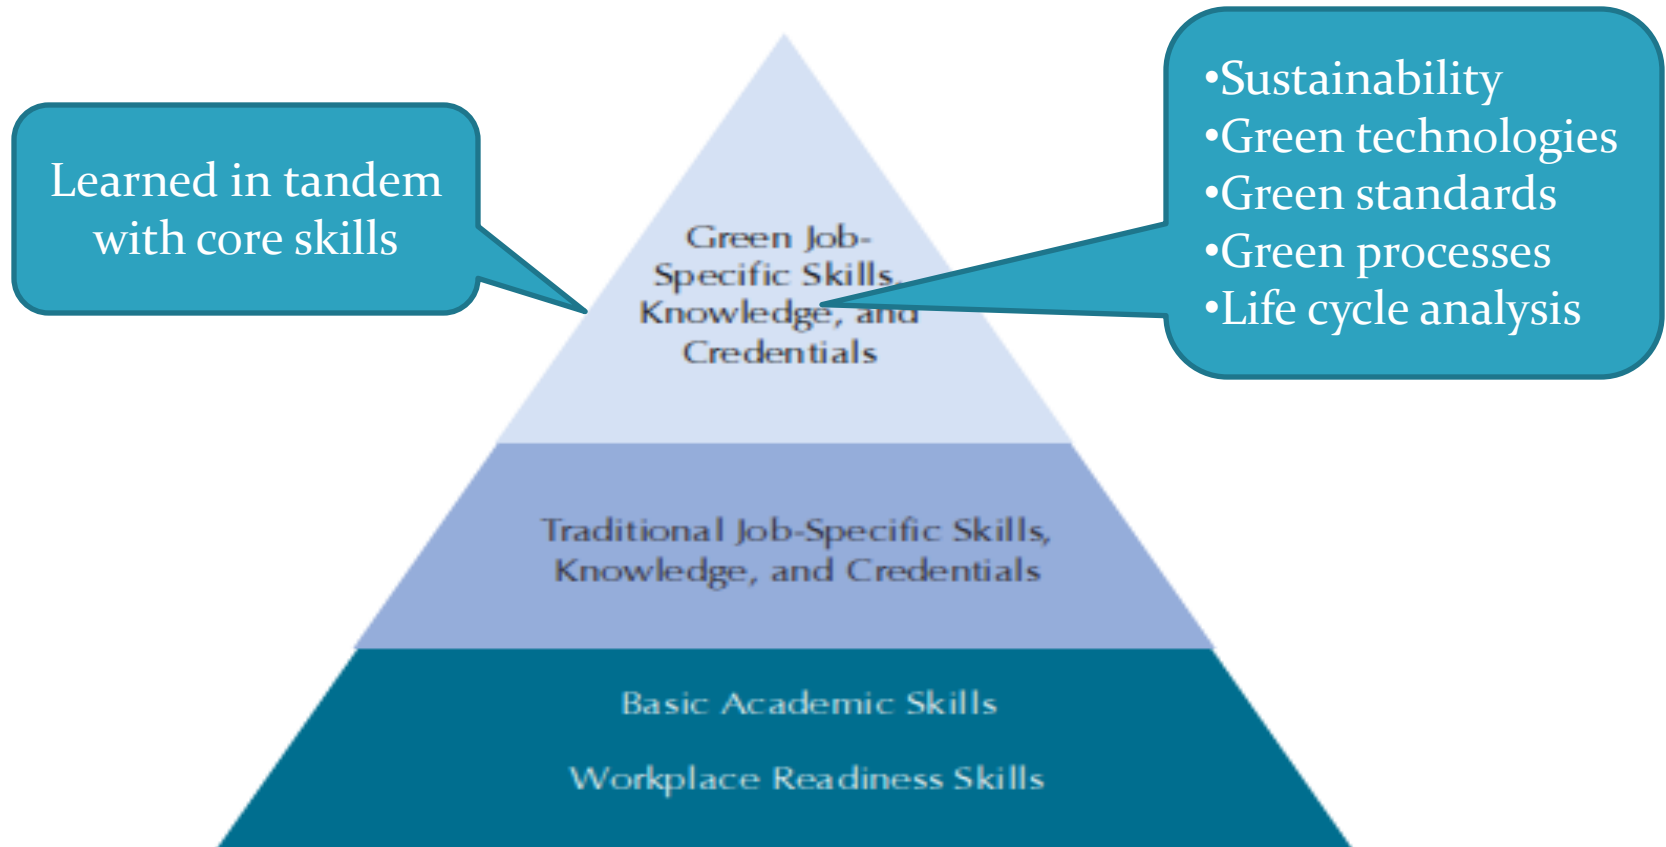 Learned in tandem
with core skills
•Sustainability
•Green technologies
•Green standards
•Green processes
•Life cycle analysis
Green Job-
Specific Skills,
Knowledge, and
Credentials
Traditional Job-Specific Skills,
Knowledge, and Credentials
Basic Academic Skills
Workplace Readiness Skills